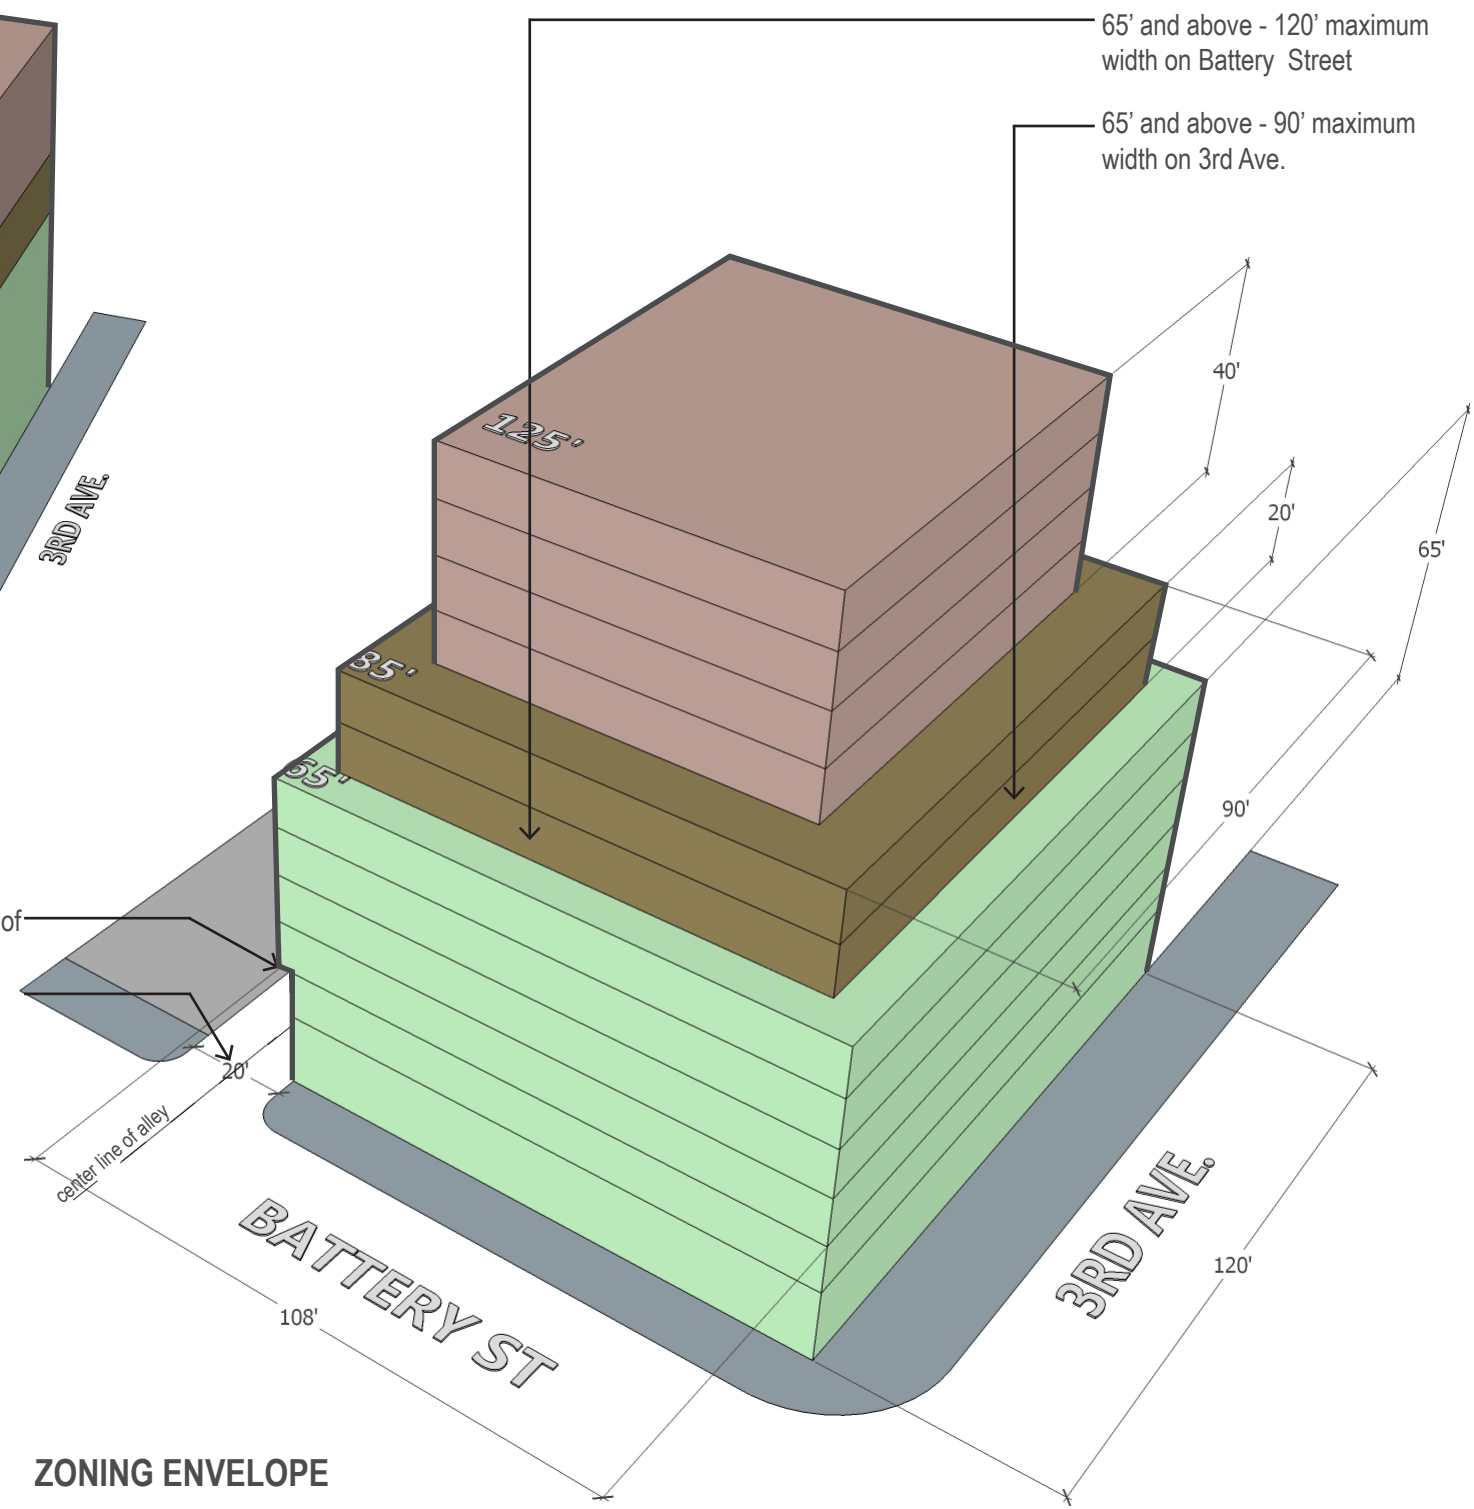 65’ and above - 120’ maximum
width on Battery  Street
65’ and above - 90’ maximum
width on 3rd Ave.
40'
125'
20'
3RD AVE.
65'
85'
65'
90'
of
20'
center line of alley
BATTERY ST
3RD AVE.
120'
108'
ZONING ENVELOPE